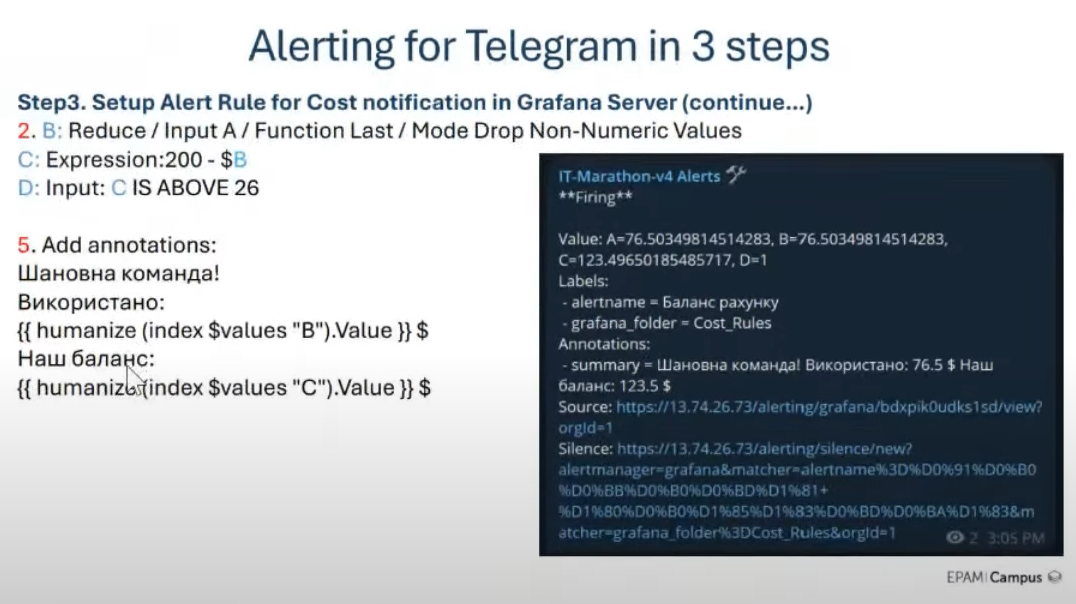 Alerting for Telegram in 3 steps
Step3. Setup Alert Rule for Cost notification in Grafana Server (continue...)
2. B: Reduce / Input A / Function Last / Mode Drop Non-Numeric Values
C: Expression:200 - $B
D: Input: C IS ABOVE 26
5. Add annotations:
Шановна команда!
Використано:
{{ humanize (index $values "B").Value }} $
Наш баланс:
{{ humanize (index $values "C").Value }} $
IT-Marathon-v4 Alerts 🛠
**Firing**
Value: A=76.50349814514283, B=76.50349814514283,
C=123.49650185485717, D=1
Labels:
- alertname = Баланс рахунку
- grafana_folder = Cost_Rules
Annotations:
- summary = Шановна команда! Використано: 76.5 $ Наш
баланс: 123.5 $
Source: https://13.74.26.73/alerting/grafana/bdxpik0udks1sd/view?
orgId=1
Silence: https://13.74.26.73/alerting/silence/new?
alertmanager=grafana&matcher=alertname%3D%D0%91%D0%B0
%D0%BB%D0%B0%D0%BD%D1%81+
%D1%80%D0%B0%D1%85%D1%83%D0%BD%D0%BA%D1%83&m
atcher=grafana_folder%3DCost_Rules&orgId=1
2 3:05 PM
EPAM | Campus